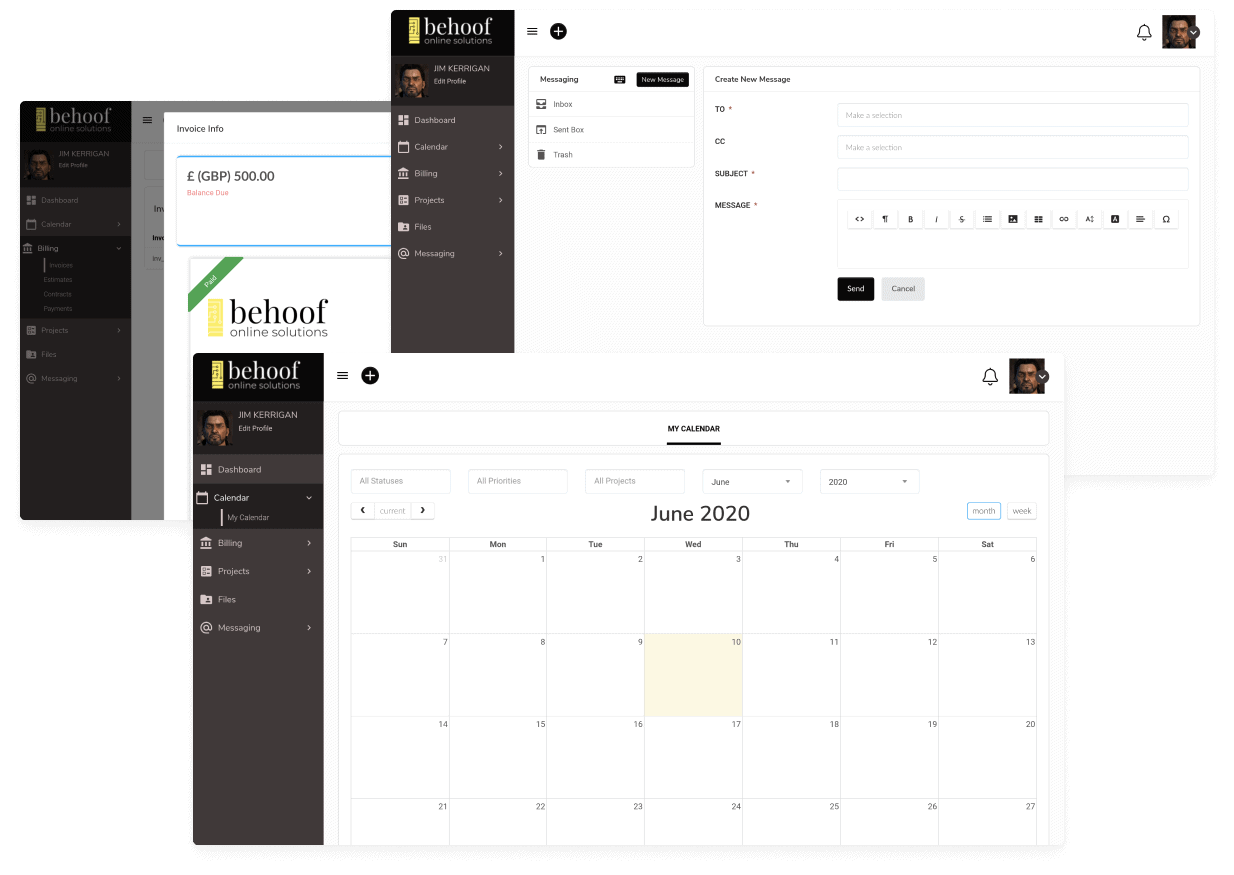 behoof
online solutions
JIM KERRIGAN
Edit Profile
Dashboard
Calendar
Billing
Projects
Files
Messaging
Messaging
New Message
Inbox
Sent Box
Trash
Create New Message
TO *
Make a selection
CC
Make a selection
SUBJECT *
MESSAGE *
<> ¶ B I S A Ω
Send
Cancel
behoof
online solutions
JIM KERRIGAN
Edit Profile
Dashboard
Calendar
Billing
Invoices
Estimates
Contracts
Payments
Projects
Files
Messaging
Invoice Info
£ (GBP) 500.00
Balance Due
Paid
behoof
online solutions
behoof
online solutions
JIM KERRIGAN
Edit Profile
Dashboard
Calendar
My Calendar
Billing
Projects
Files
Messaging
MY CALENDAR
All Statuses All Priorities All Projects June 2020
current June 2020 month week
Sun Mon Tue Wed Thu Fri Sat
31 1 2 3 4 5 6
7 8 9 10 11 12 13
14 15 16 17 18 19 20
21 22 23 24 25 26 27